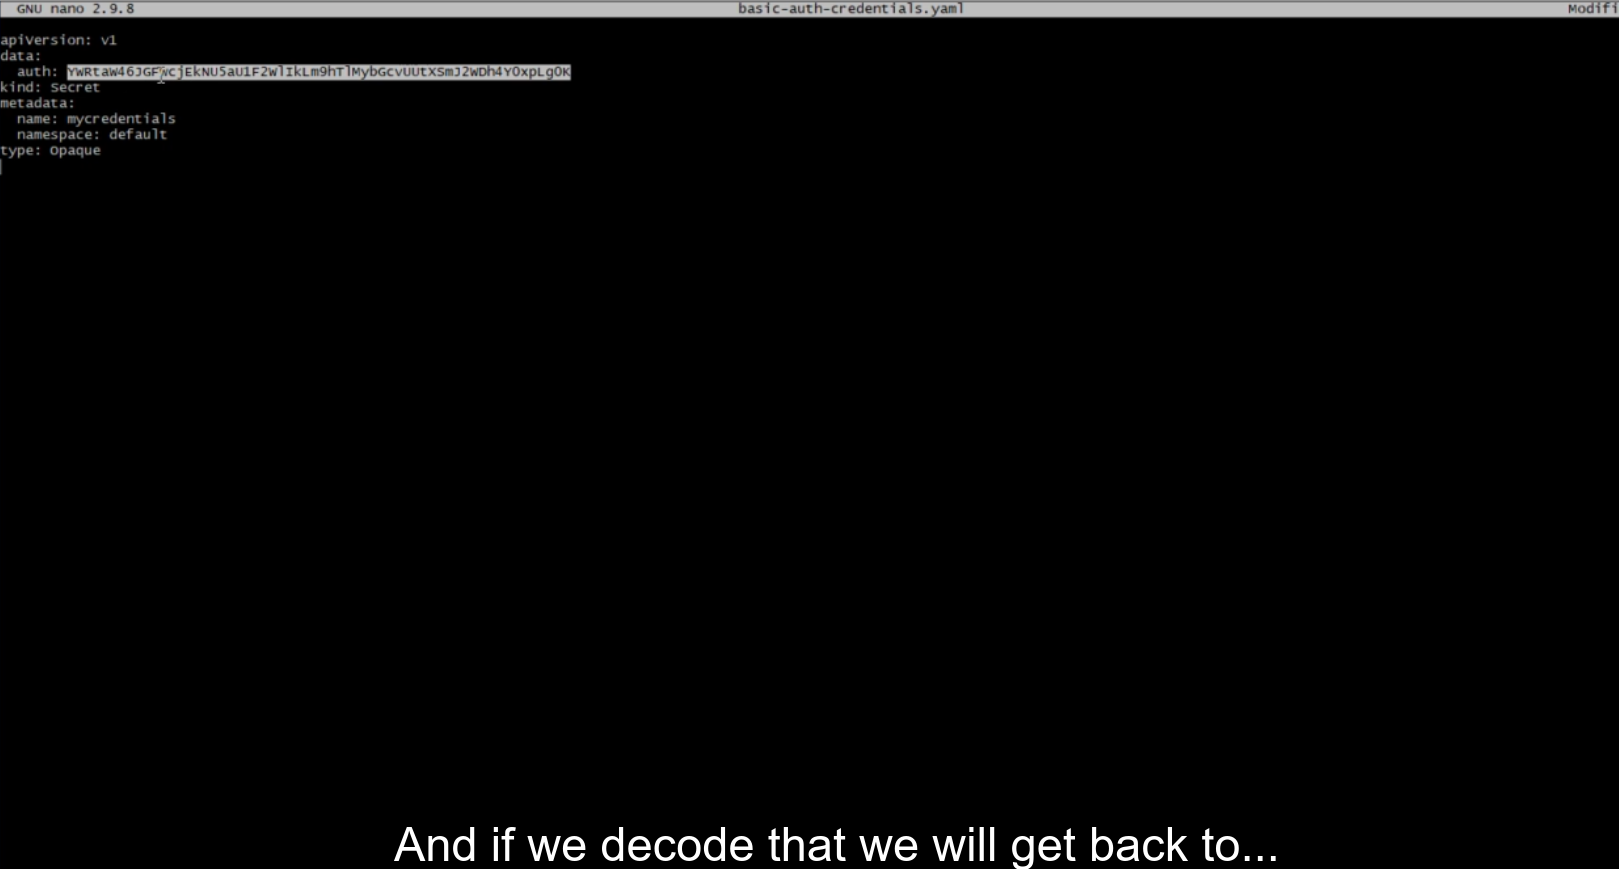 GNU nano 2.9.8 basic-auth-credentials.yaml Modifi
apiVersion: v1
data:
auth: YWRtaW46JGFwcjEkNU5aU1F2WlIkLm9hTlMybGcvUUtXSmJ2WDh4Y0xpLg0K
kind: Secret
metadata:
name: mycredentials
namespace: default
type: Opaque
And if we decode that we will get back to...